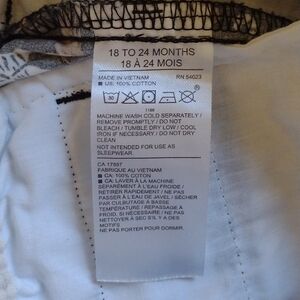 18 TO 24 MONTHS
18 À 24 MOIS
MADE IN VIETNAM RN 54023
US: 100% COTTON
30
MACHINE WASH COLD SEPARATELY /
REMOVE PROMPTLY / DO NOT
BLEACH / TUMBLE DRY LOW / COOL
IRON IF NECESSARY / DO NOT DRY
CLEAN
NOT INTENDED FOR USE AS
SLEEPWEAR
CA 17897
FABRIQUÉ AU VIETNAM
CA: 100% COTON
CA: LAVER À LA MACHINE
SÉPARÉMENT À L'EAU FROIDE /
RETIRER RAPIDEMENT / NE PAS
PASSER À L'EAU DE JAVEL / SÉCHER
PAR CULBUTAGE À BASSE
TEMPÉRATURE / REPASSAGE À
FROID, SI NÉCESSAIRE / NE PAS
NETTOYER À SEC S'IL Y A DES
MOTIFS
NE PAS PORTER POUR DORMIR.